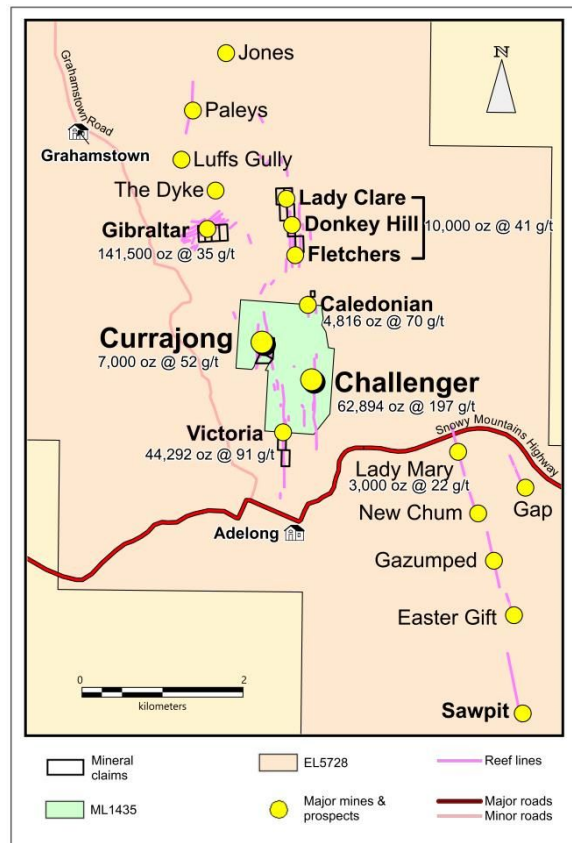 N
Jones
Paleys
Grahamstown Road
Grahamstown
Luffs Gully
The Dyke
Lady Clare
Donkey Hill
10,000 oz @ 41 g/t
Gibraltar
141,500 oz @ 35 g/t
Fletchers
Caledonian
4,816 oz @ 70 g/t
Currajong
7,000 oz @ 52 g/t
Challenger
62,894 oz @ 197 g/t
Victoria
44,292 oz @ 91 g/t
Snowy Mountains Highway
Lady Mary
3,000 oz @ 22 g/t
Gap
New Chum
Adelong
Gazumped
Easter Gift
Sawpit
0 2
kilometers
Mineral claims
EL5728
Reef lines
ML1435
Major mines & prospects
Major roads
Minor roads